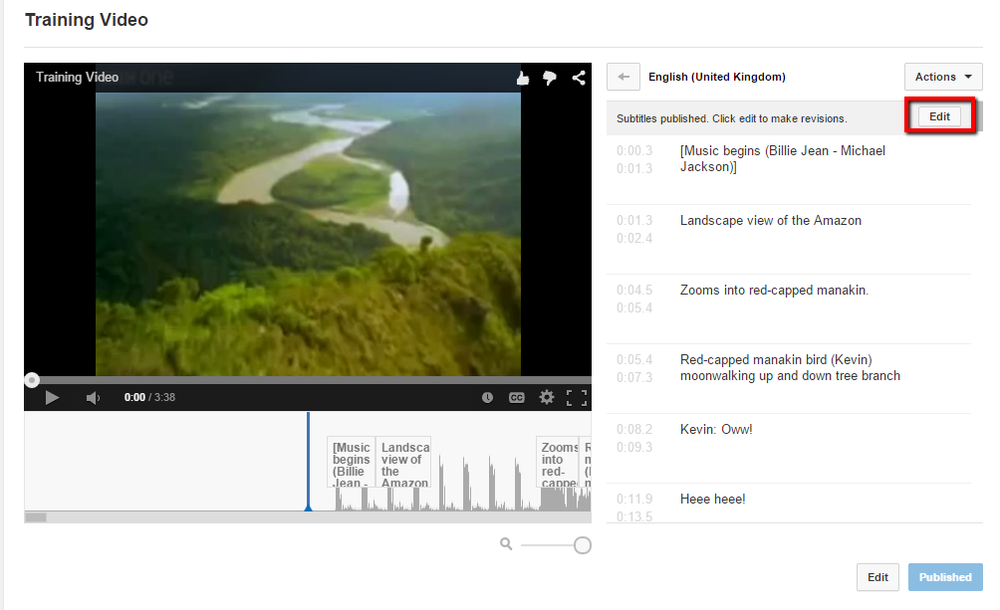 Training Video
Training Video
0:00 / 3:38
CC
[Music
begins
(Billie
Jean -
Landsca
view of
the
Amazon
Zooms
into
red-
cappe
English (United Kingdom)
Actions
Subtitles published. Click edit to make revisions.
Edit
0:00.3
0:01.3
[Music begins (Billie Jean - Michael
Jackson)]
0:01.3
0:02.4
Landscape view of the Amazon
0:04.5
0:05.4
Zooms into red-capped manakin.
0:05.4
0:07.3
Red-capped manakin bird (Kevin)
moonwalking up and down tree branch
0:08.2
0:09.3
Kevin: Oww!
0:11.9
0:13.5
Heee heee!
Edit
Published